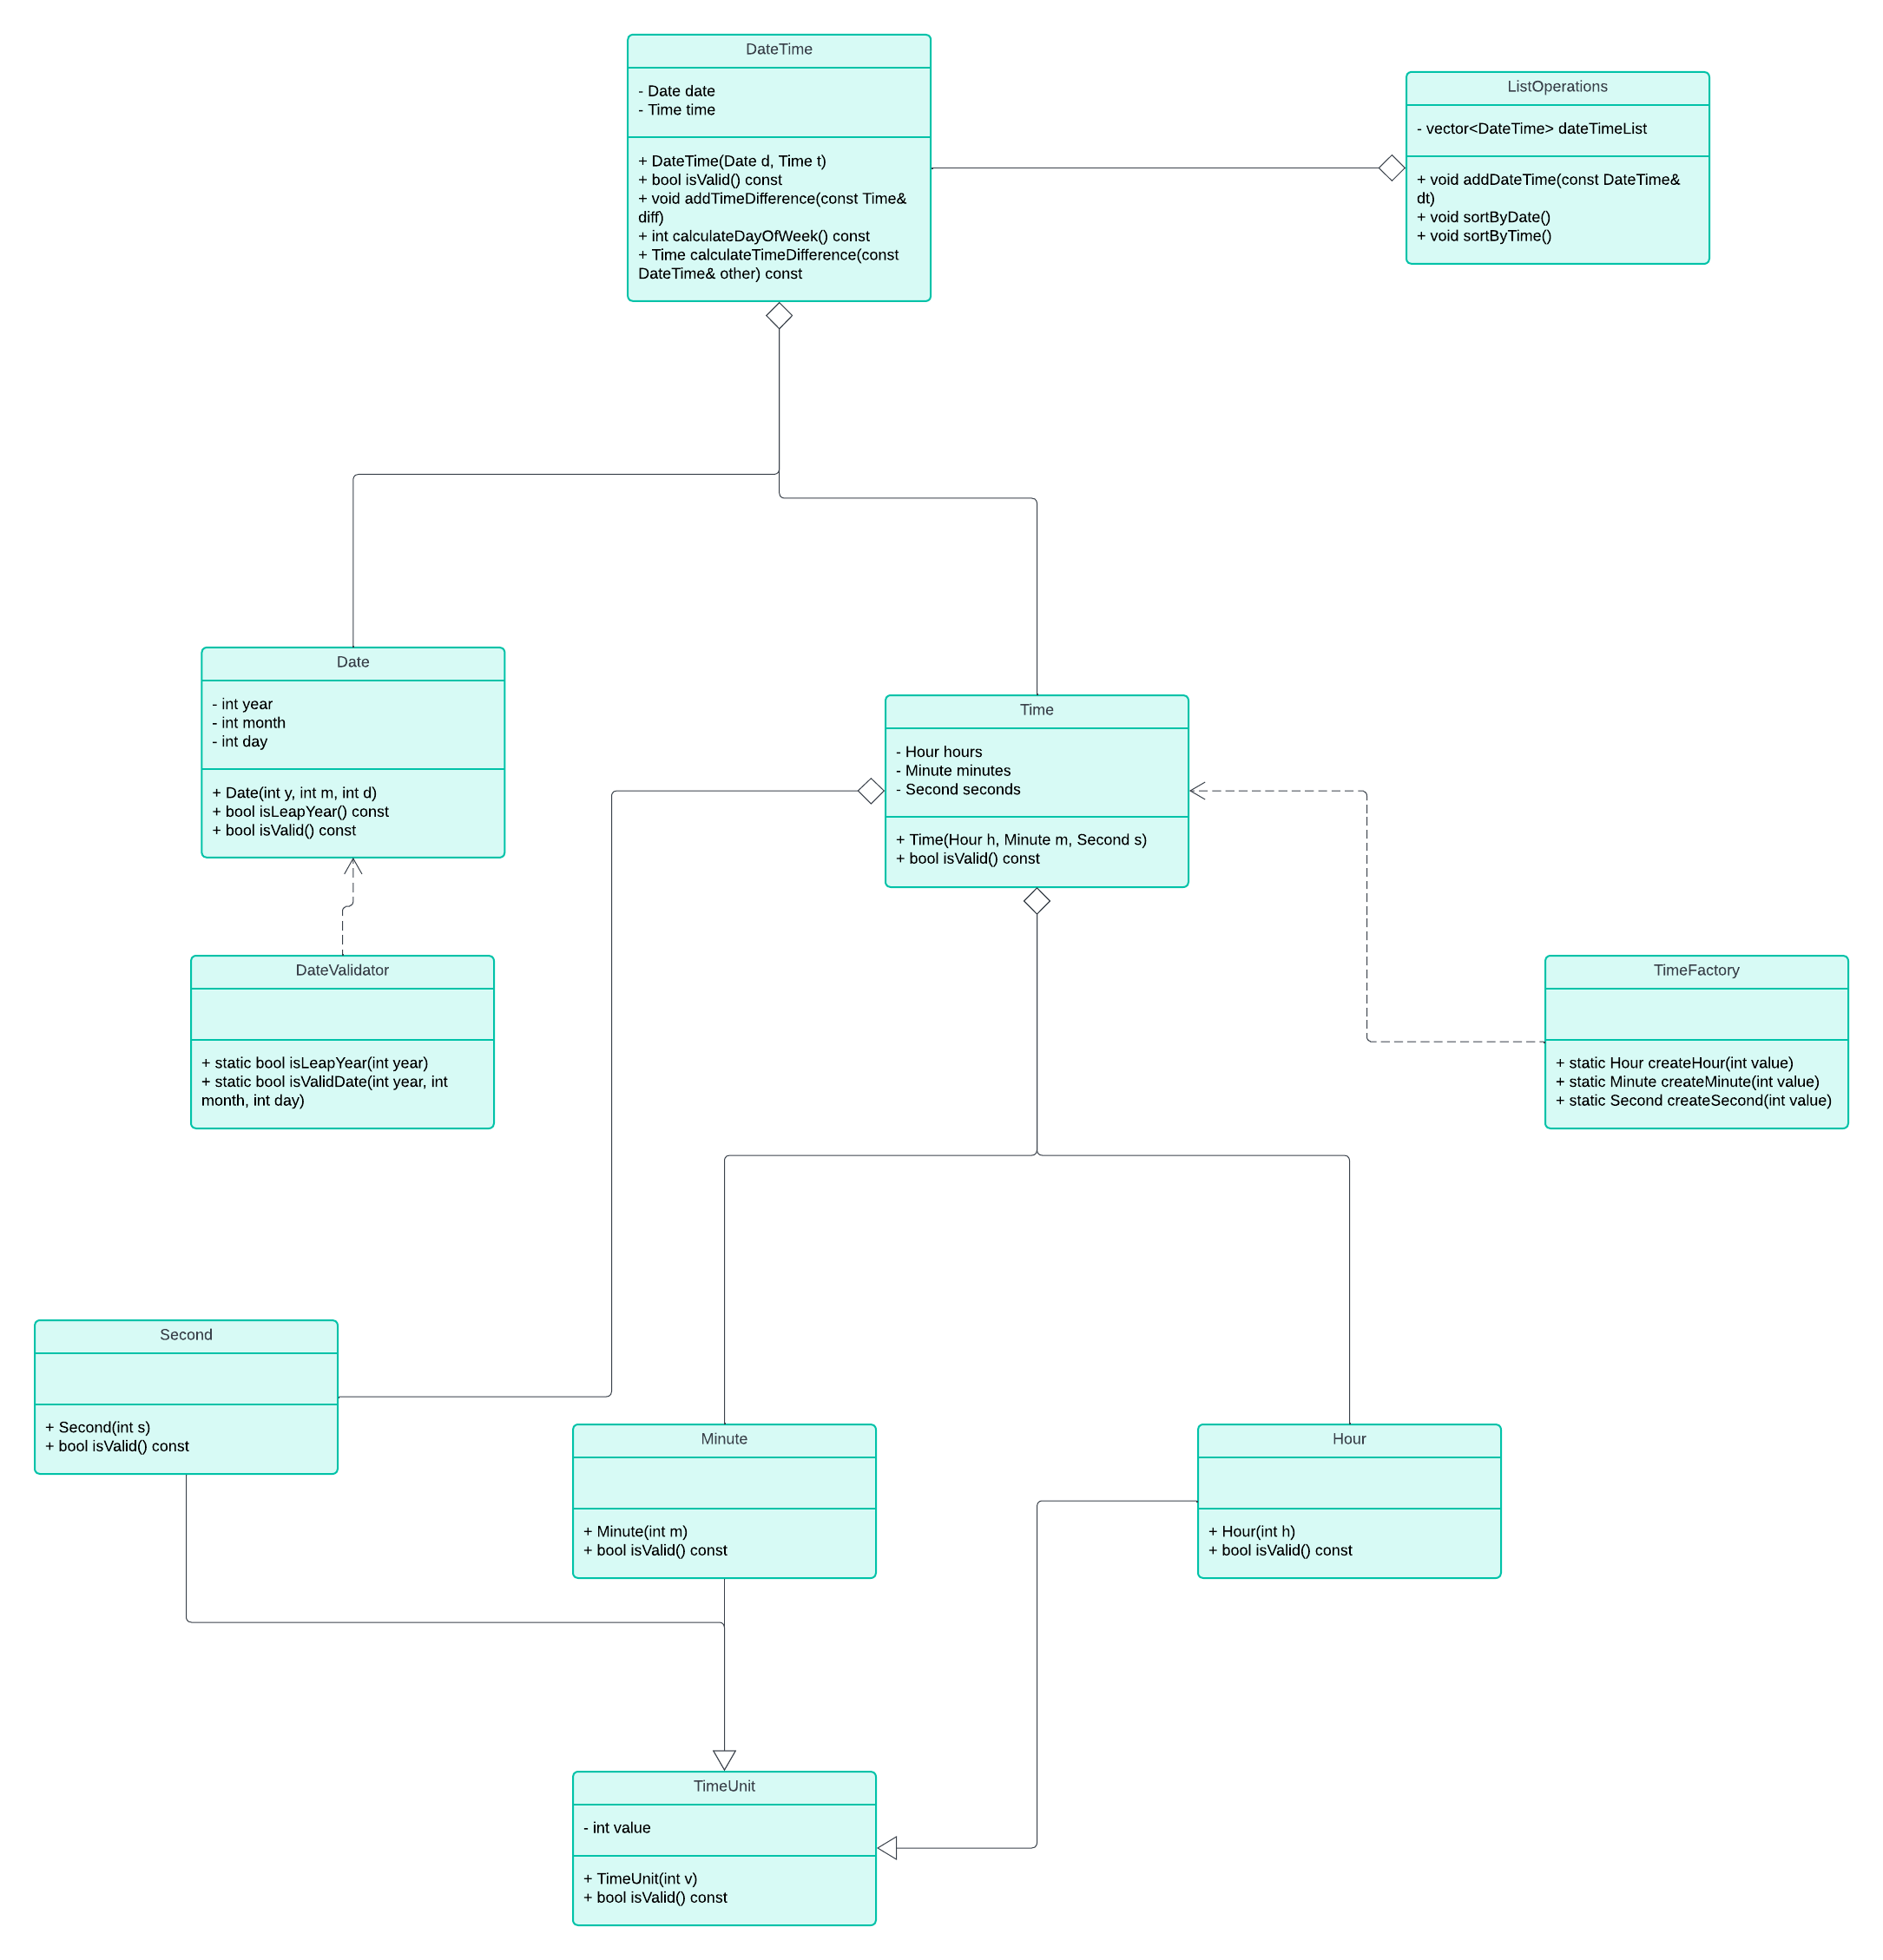 DateTime
- Date date
- Time time
+ DateTime(Date d, Time t)
+ bool isValid() const
+ void addTimeDifference(const Time&
diff)
+ int calculateDayOfWeek() const
+ Time calculateTimeDifference(const
DateTime& other) const
ListOperations
- vector<DateTime> dateTimeList
+ void addDateTime(const DateTime&
dt)
+ void sortByDate()
+ void sortByTime()
Date
- int year
- int month
- int day
+ Date(int y, int m, int d)
+ bool isLeapYear() const
+ bool isValid() const
Time
- Hour hours
- Minute minutes
- Second seconds
+ Time(Hour h, Minute m, Second s)
+ bool isValid() const
DateValidator
+ static bool isLeapYear(int year)
+ static bool isValidDate(int year, int
month, int day)
TimeFactory
+ static Hour createHour(int value)
+ static Minute createMinute(int value)
+ static Second createSecond(int value)
Second
+ Second(int s)
+ bool isValid() const
Minute
+ Minute(int m)
+ bool isValid() const
Hour
+ Hour(int h)
+ bool isValid() const
TimeUnit
- int value
+ TimeUnit(int v)
+ bool isValid() const